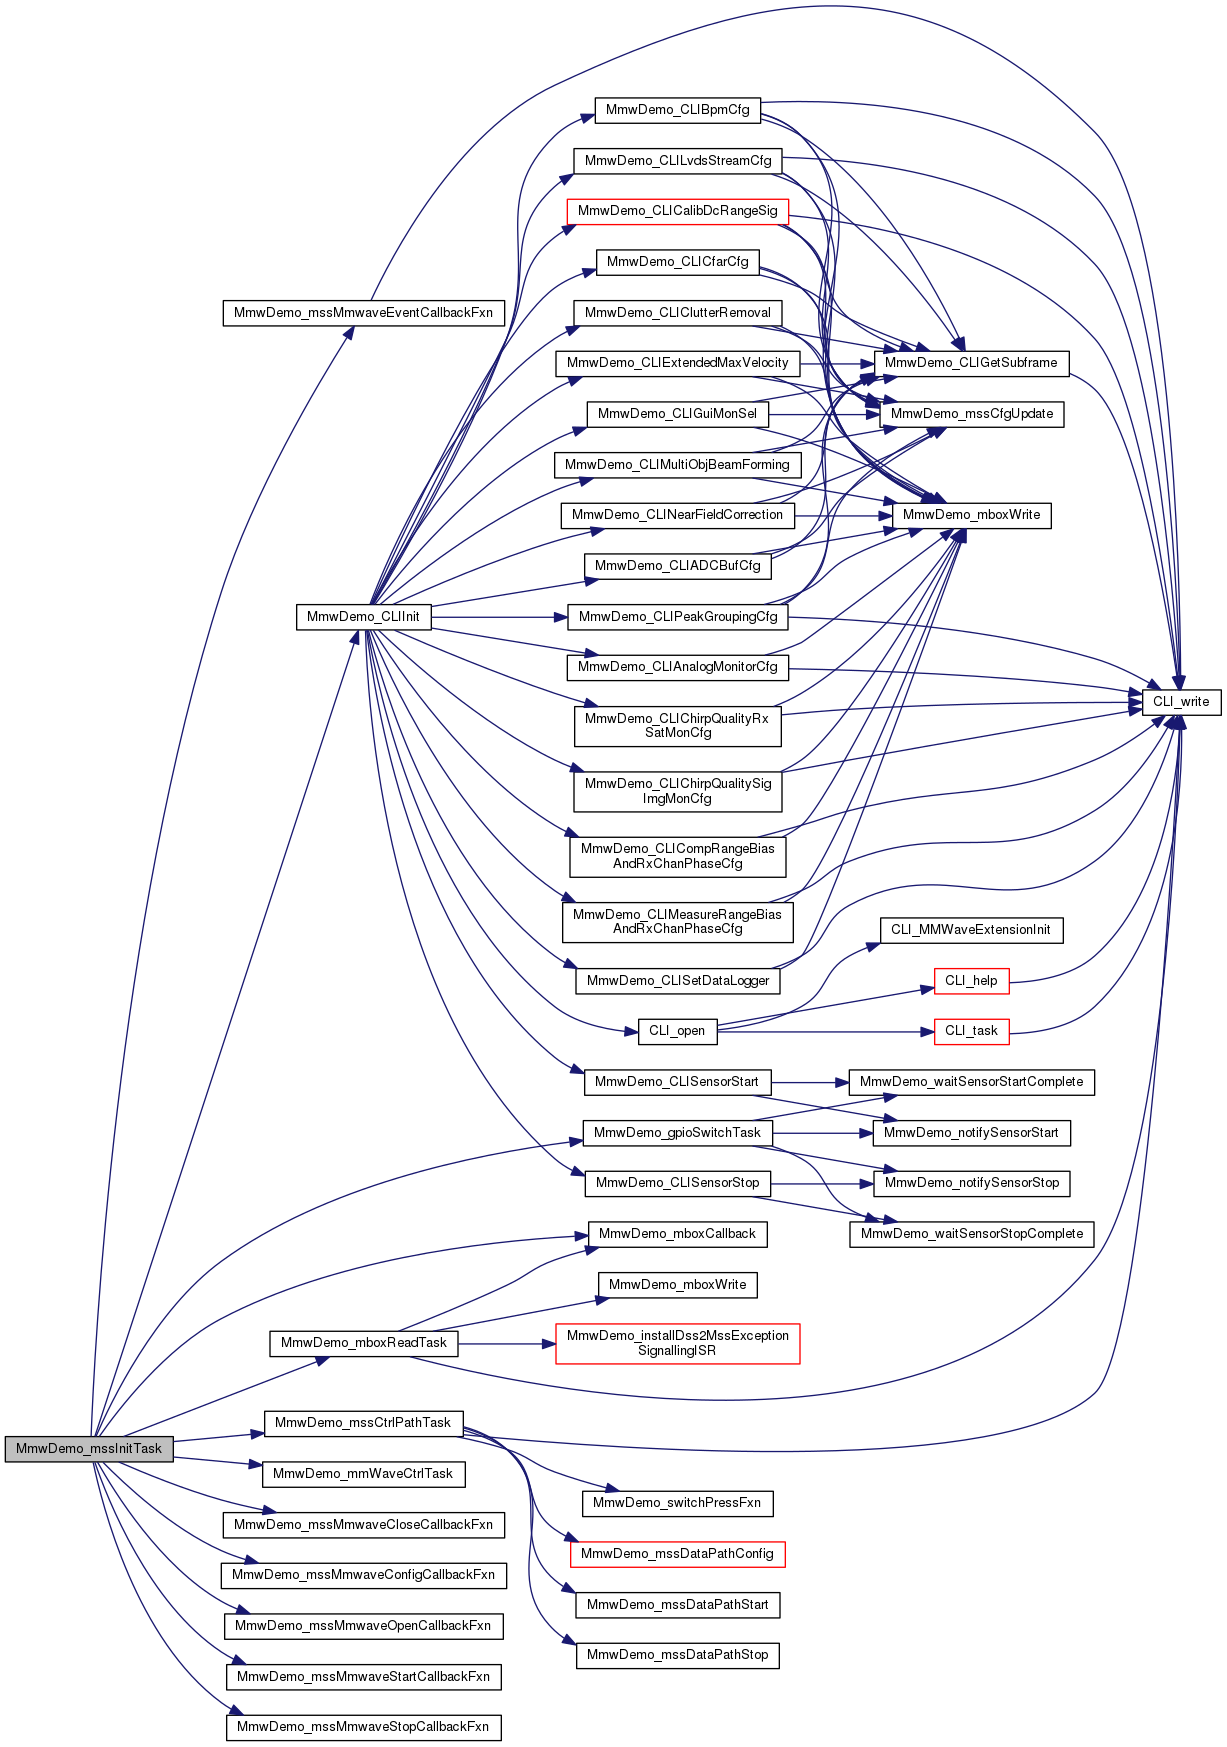 MmwDemo_CLIBpmCfg
MmwDemo_CLILvdsStreamCfg
MmwDemo_CLICalibDcRangeSig
MmwDemo_CLICfarCfg
MmwDemo_mssMmwaveEventCallbackFxn
MmwDemo_CLIClutterRemoval
MmwDemo_CLIExtendedMaxVelocity
MmwDemo_CLIGetSubframe
MmwDemo_CLIGuiMonSel
MmwDemo_mssCfgUpdate
MmwDemo_CLIMultiObjBeamForming
MmwDemo_CLINearFieldCorrection
MmwDemo_mboxWrite
MmwDemo_CLIADCBufCfg
MmwDemo_CLIInit
MmwDemo_CLIPeakGroupingCfg
MmwDemo_CLIAnalogMonitorCfg
CLI_write
MmwDemo_CLIChirpQualityRx
SatMonCfg
MmwDemo_CLIChirpQualitySig
ImgMonCfg
MmwDemo_CLICompRangeBias
AndRxChanPhaseCfg
MmwDemo_CLIMeasureRangeBias
AndRxChanPhaseCfg
CLI_MMWaveExtensionInit
MmwDemo_CLISetDataLogger
CLI_help
CLI_open
CLI_task
MmwDemo_CLISensorStart
MmwDemo_waitSensorStartComplete
MmwDemo_gpioSwitchTask
MmwDemo_notifySensorStart
MmwDemo_CLISensorStop
MmwDemo_notifySensorStop
MmwDemo_mboxCallback
MmwDemo_waitSensorStopComplete
MmwDemo_mboxWrite
MmwDemo_mboxReadTask
MmwDemo_installDss2MssException
SignallingISR
MmwDemo_mssCtrlPathTask
MmwDemo_mssInitTask
MmwDemo_mmWaveCtrlTask
MmwDemo_switchPressFxn
MmwDemo_mssMmwaveCloseCallbackFxn
MmwDemo_mssDataPathConfig
MmwDemo_mssMmwaveConfigCallbackFxn
MmwDemo_mssDataPathStart
MmwDemo_mssMmwaveOpenCallbackFxn
MmwDemo_mssDataPathStop
MmwDemo_mssMmwaveStartCallbackFxn
MmwDemo_mssMmwaveStopCallbackFxn